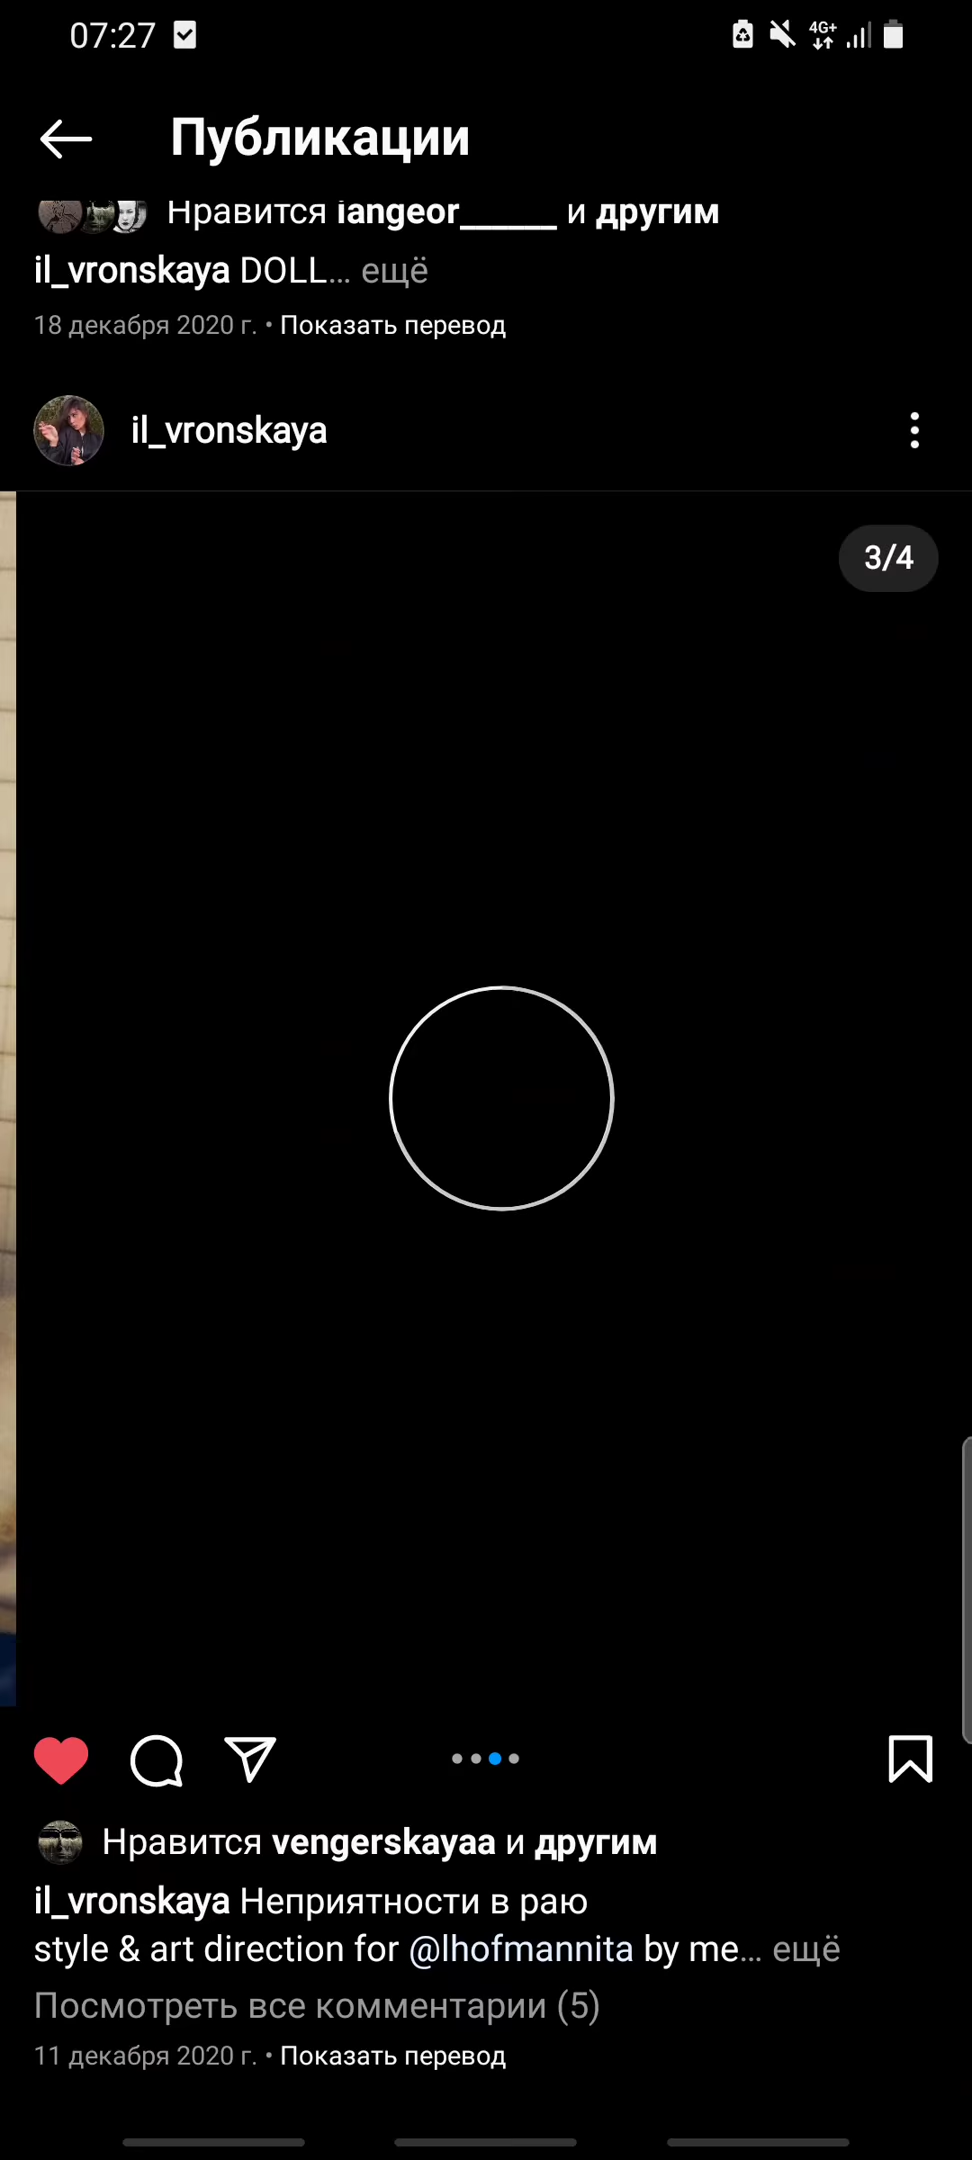 07:27 4G+
Публикации
Нравится iangeor______ и другим
il_vronskaya DOLL... ещё
18 декабря 2020 г. • Показать перевод
il_vronskaya
3/4
Нравится vengerskayaa и другим
il_vronskaya Неприятности в раю
style & art direction for @lhofmannita by me... ещё
Посмотреть все комментарии (5)
11 декабря 2020 г. • Показать перевод